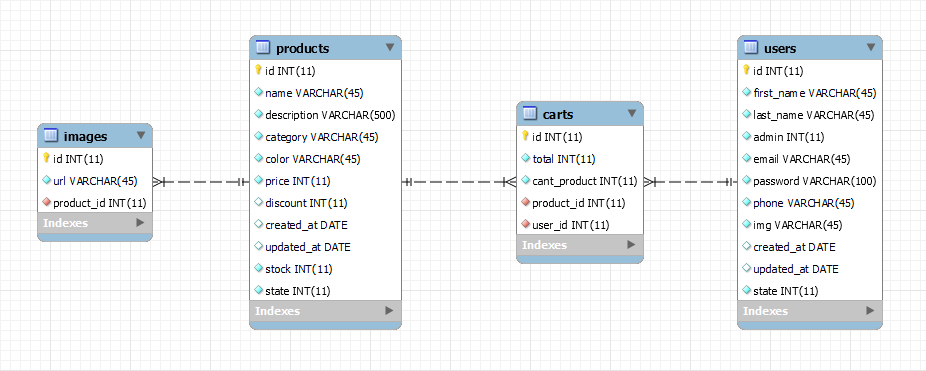 images
id INT(11)
url VARCHAR(45)
product_id INT(11)
Indexes
products
id INT(11)
name VARCHAR(45)
description VARCHAR(500)
category VARCHAR(45)
color VARCHAR(45)
price INT(11)
discount INT(11)
created_at DATE
updated_at DATE
stock INT(11)
state INT(11)
Indexes
carts
id INT(11)
total INT(11)
cant_product INT(11)
product_id INT(11)
user_id INT(11)
Indexes
users
id INT(11)
first_name VARCHAR(45)
last_name VARCHAR(45)
admin INT(11)
email VARCHAR(45)
password VARCHAR(100)
phone VARCHAR(45)
img VARCHAR(45)
created_at DATE
updated_at DATE
state INT(11)
Indexes